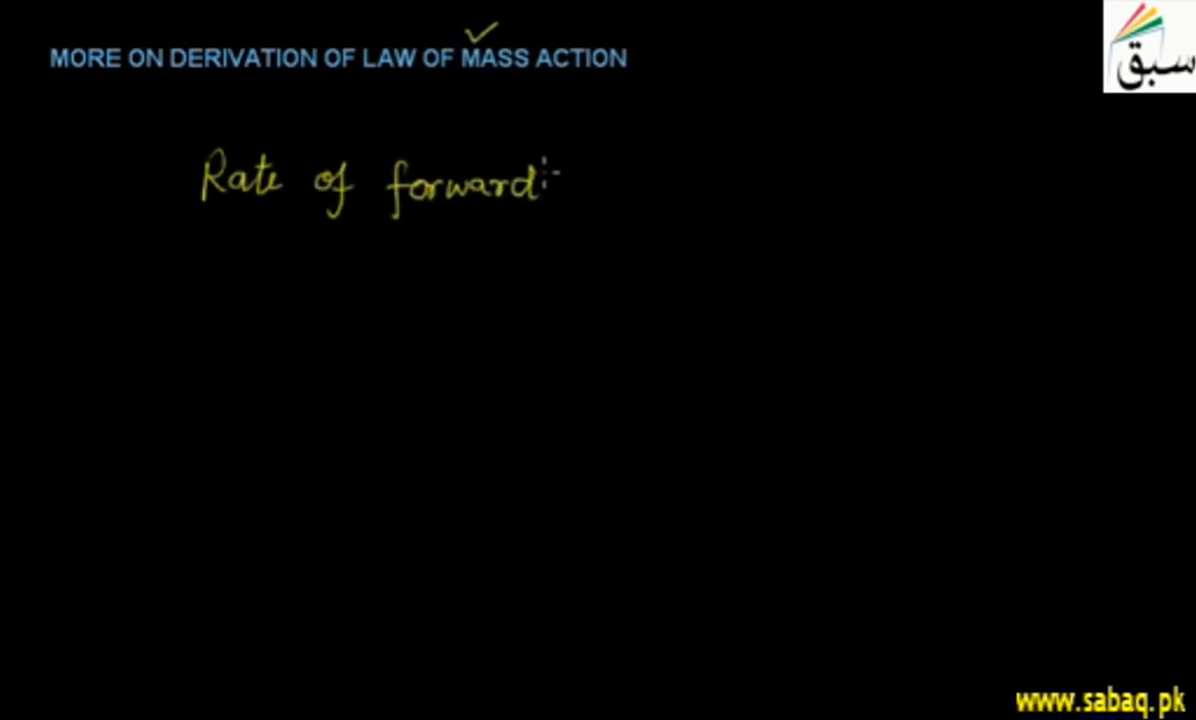 MORE ON DERIVATION OF LAW OF MASS ACTION
سبق
Rate of forward
www.sabaq.pk